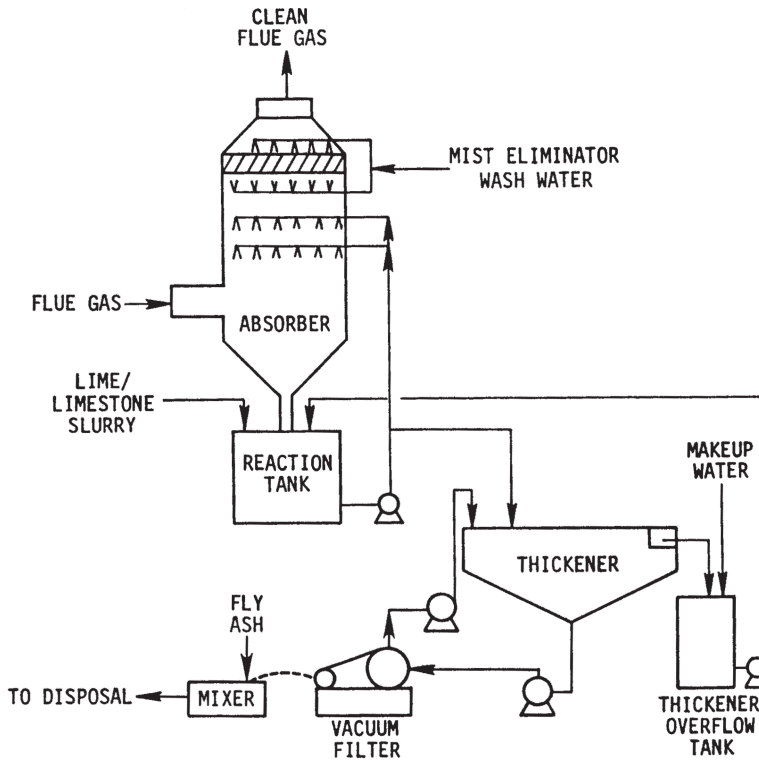 CLEAN
FLUE GAS
MIST ELIMINATOR
WASH WATER
FLUE GAS
ABSORBER
LIME/
LIMESTONE
SLURRY
REACTION
TANK
MAKEUP
WATER
THICKENER
FLY
ASH
TO DISPOSAL
MIXER
VACUUM
FILTER
THICKENER
OVERFLOW
TANK